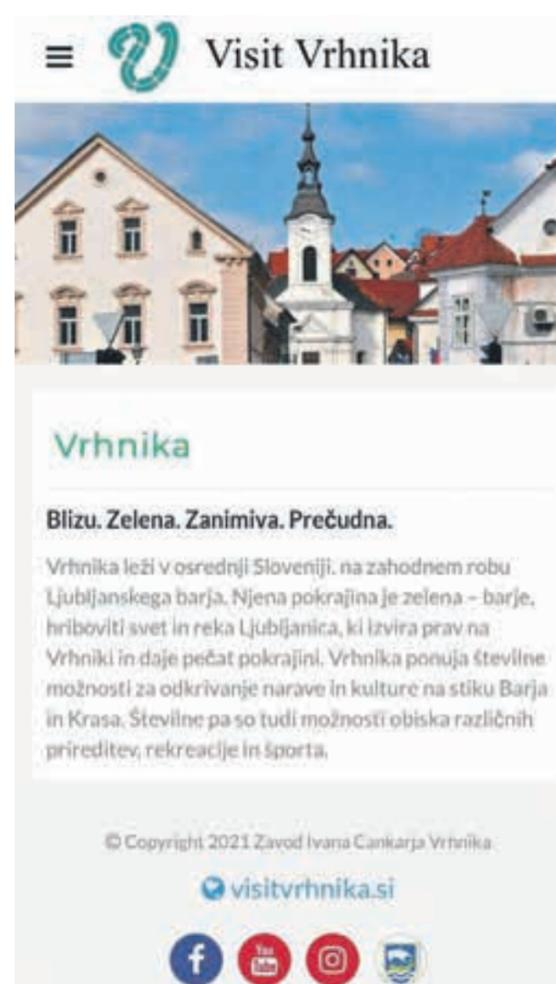 Visit Vrhnika
Vrhnika
Blizu. Zelena. Zanimiva. Prečudna.
Vrhnika leži v osrednji Sloveniji, na zahodnem robu
Ljubljanskega barja. Njena pokrajina je zelena – barje,
hriboviti svet in reka Ljubljanica, ki izvira prav na
Vrhniki in daje pečat pokrajini. Vrhnika ponuja številne
možnosti za odkrivanje narave in kulture na stiku Barja
in Krasa. Številne pa so tudi možnosti obiska različnih
prireditev, rekreacije in športa.
© Copyright 2021 Zavod Ivana Cankarja Vrhnika
visitvrhnika.si
You
Tube